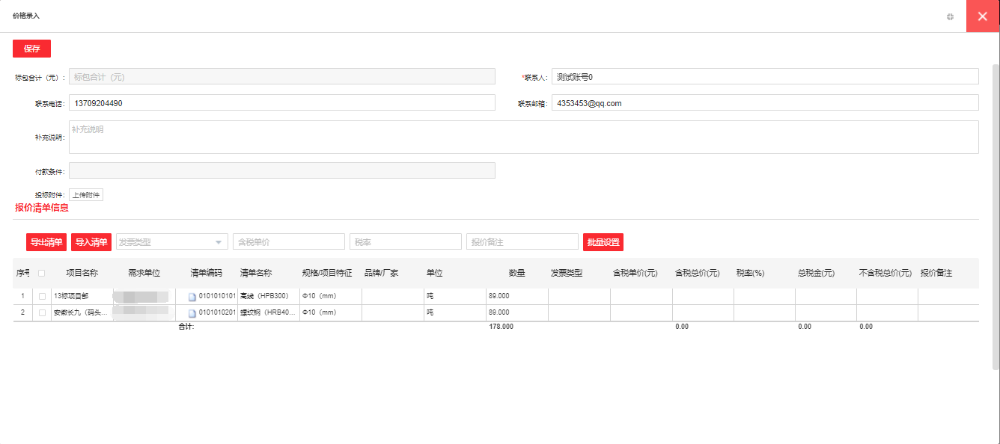 价格录入
保存
标包合计（元）: 标包合计（元） *联系人: 测试账号0
联系电话: 13709204490 联系邮箱: 4353453@qq.com
补充说明: 补充说明
付款条件:
投标附件: 上传附件
报价清单信息
导出清单 导入清单 发票类型 含税单价 税率 报价备注 批量设置
序号 项目名称 需求单位 清单编码 清单名称 规格/项目特征 品牌/厂家 单位 数量 发票类型 含税单价(元) 含税总价(元) 税率(%) 总税金(元) 不含税总价(元) 报价备注
1 13标项目部 0101010101 高线（HPB300） Φ10（mm） 吨 89.000
2 安徽长九（码头... 0101010201 螺纹钢（HRB40... Φ10（mm） 吨 89.000
合计: 178.000 0.00 0.00 0.00